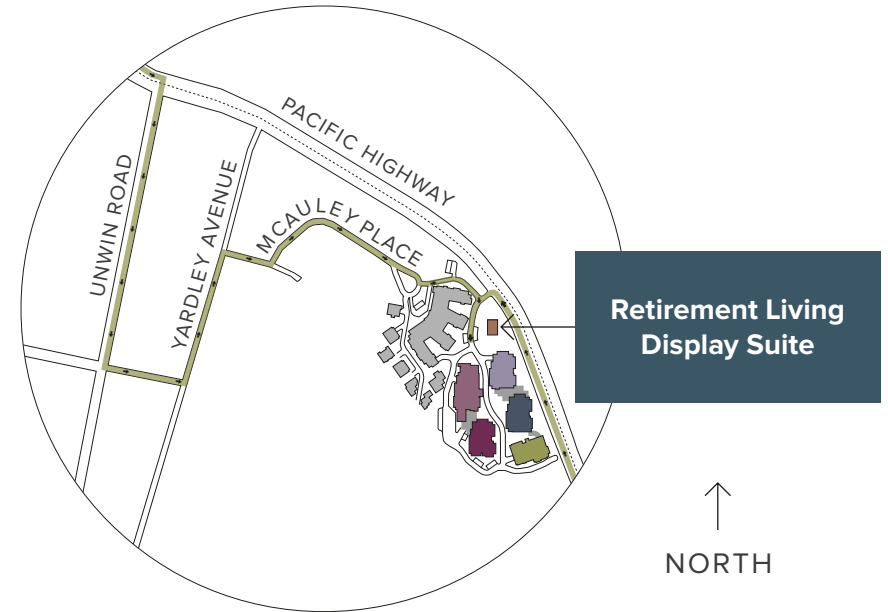 PACIFIC HIGHWAY
UNWIN ROAD
YARDLEY AVENUE
MCAULEY PLACE
Retirement Living
Display Suite
NORTH